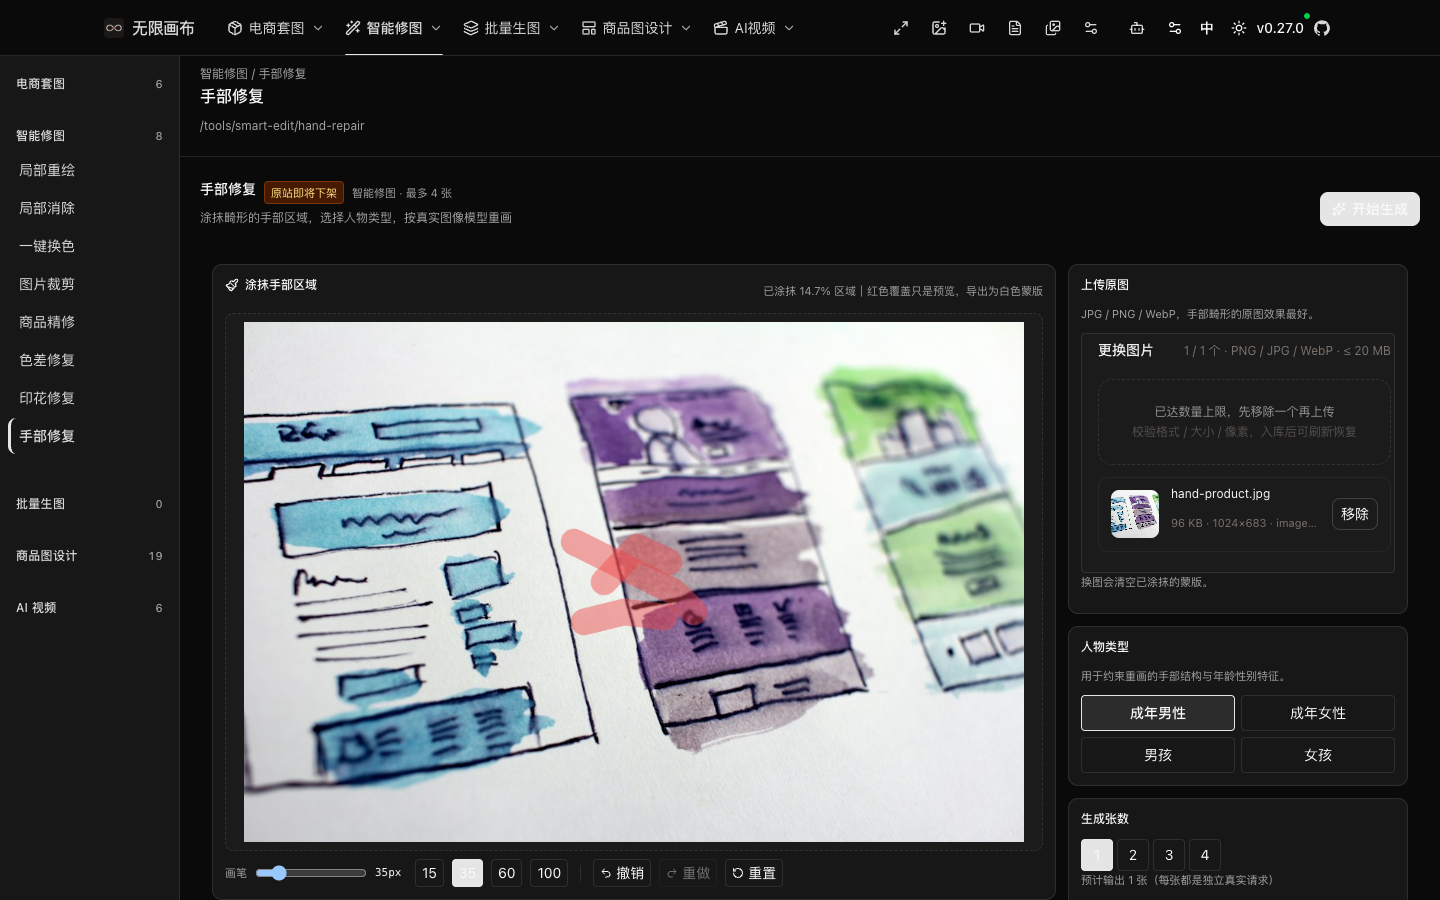 无限画布
电商套图
智能修图
批量生图
商品图设计
AI视频
中
v0.27.0
电商套图 6
智能修图 8
局部重绘
局部消除
一键换色
图片裁剪
商品精修
色差修复
印花修复
手部修复
批量生图 0
商品图设计 19
AI 视频 6
智能修图 / 手部修复
手部修复
/tools/smart-edit/hand-repair
手部修复 原站即将下架 智能修图 · 最多 4 张
涂抹畸形的手部区域，选择人物类型，按真实图像模型重画
开始生成
涂抹手部区域
已涂抹 14.7% 区域 | 红色覆盖只是预览，导出为白色蒙版
画笔 35px 15 35 60 100 撤销 重做 重置
上传原图
JPG / PNG / WebP，手部畸形的原图效果最好。
更换图片 1 / 1 个 · PNG / JPG / WebP · ≤ 20 MB
已达数量上限，先移除一个再上传
校验格式 / 大小 / 像素，入库后可刷新恢复
hand-product.jpg
96 KB · 1024×683 · image...
移除
换图会清空已涂抹的蒙版。
人物类型
用于约束重画的手部结构与年龄性别特征。
成年男性 成年女性
男孩 女孩
生成张数
1 2 3 4
预计输出 1 张（每张都是独立真实请求）